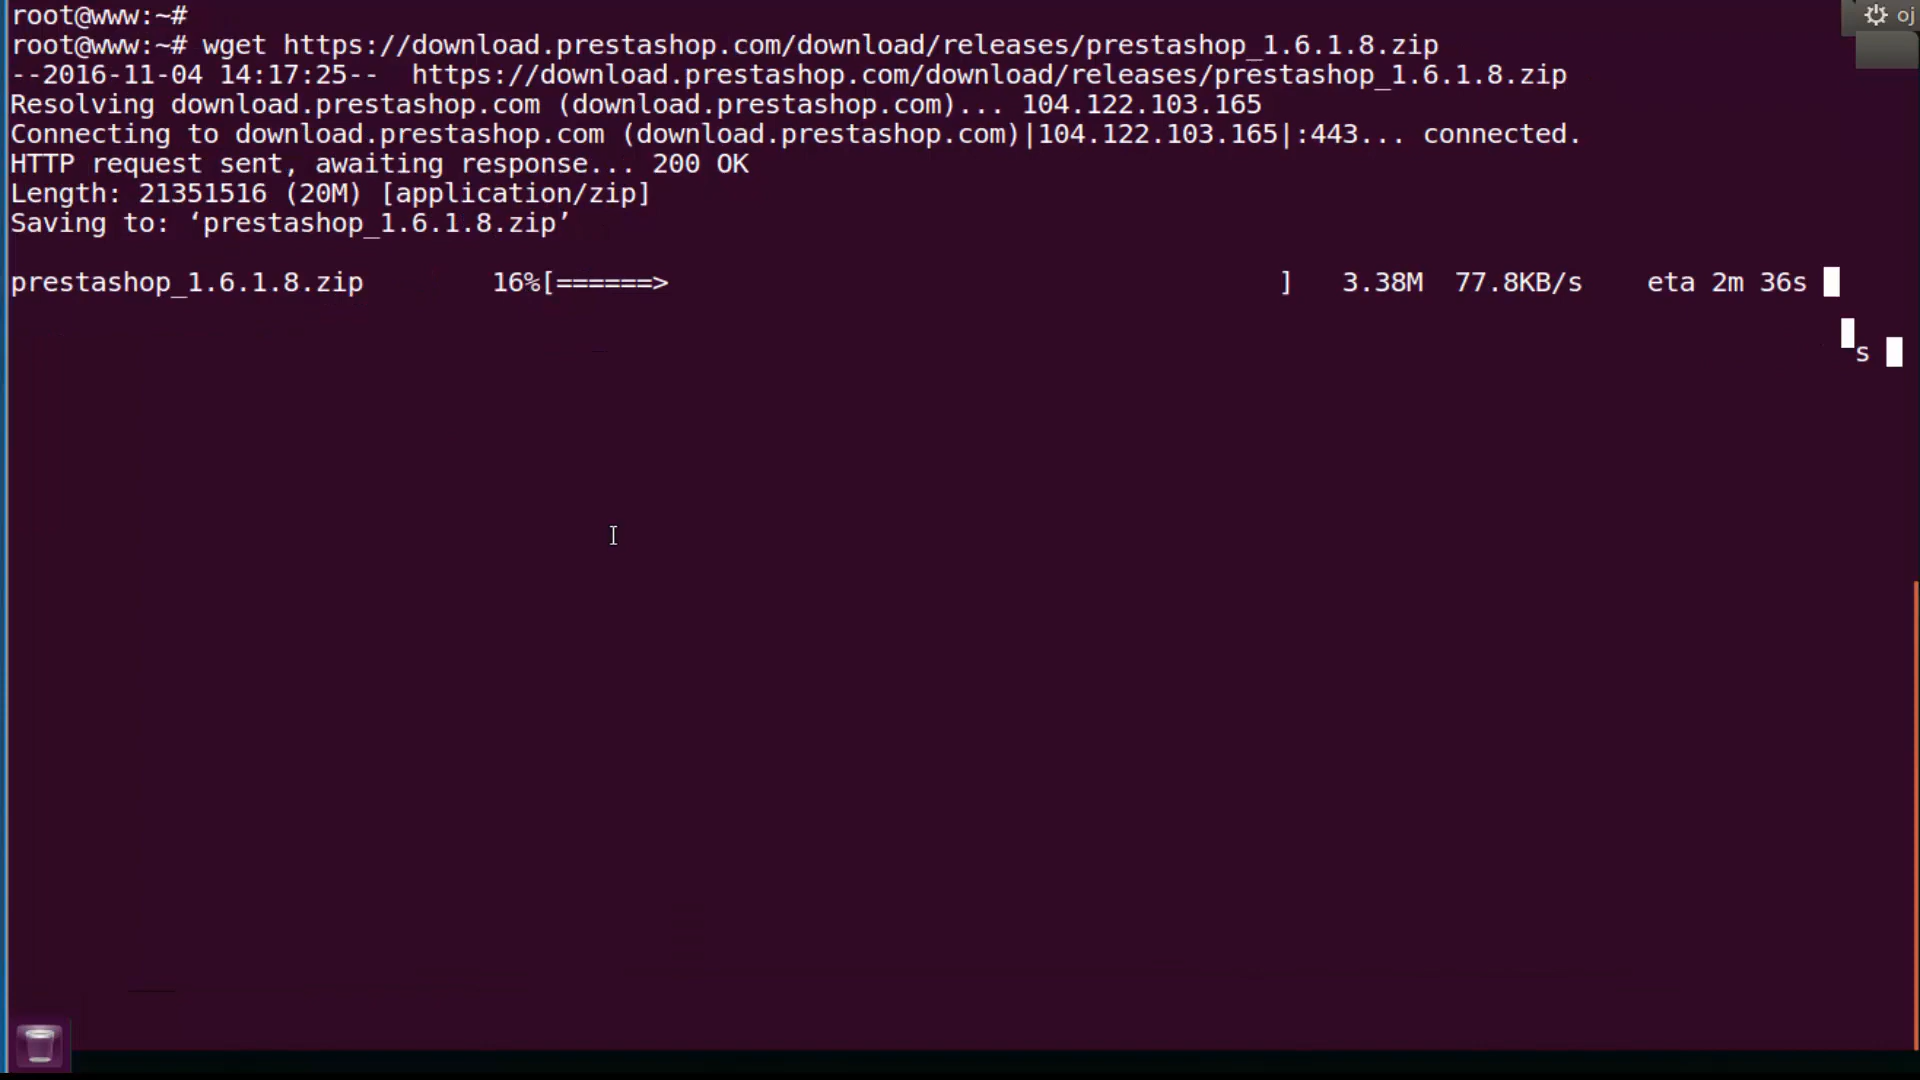 root@www:~#
root@www:~# wget https://download.prestashop.com/download/releases/prestashop_1.6.1.8.zip
--2016-11-04 14:17:25--  https://download.prestashop.com/download/releases/prestashop_1.6.1.8.zip
Resolving download.prestashop.com (download.prestashop.com)... 104.122.103.165
Connecting to download.prestashop.com (download.prestashop.com)|104.122.103.165|:443... connected.
HTTP request sent, awaiting response... 200 OK
Length: 21351516 (20M) [application/zip]
Saving to: ‘prestashop_1.6.1.8.zip’
prestashop_1.6.1.8.zip        16%[======>                                      ]   3.38M  77.8KB/s    eta 2m 36s
s
oj